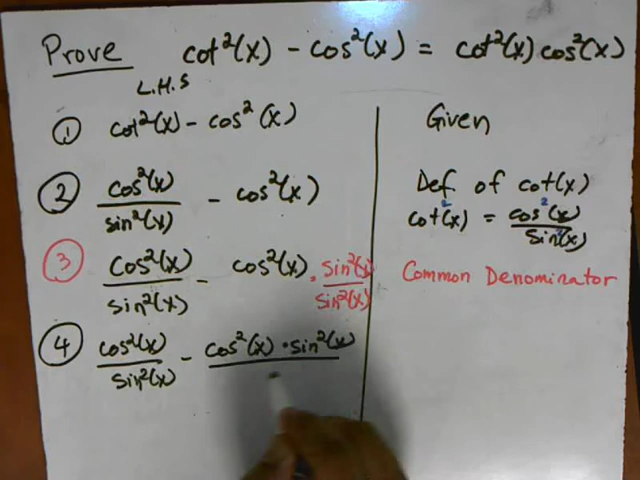 Prove cot²(x) - cos²(x) = cot²(x) cos²(x)
L.H.S
① cot²(x) - cos²(x) Given
② cos²(x)/sin²(x) - cos²(x) Def of cot(x)
cot²(x) = cos²(x)/sin²(x)
③ cos²(x)/sin²(x) - cos²(x) · sin²(x)/sin²(x) Common Denominator
④ cos²(x)/sin²(x) - cos²(x) · sin²(x)